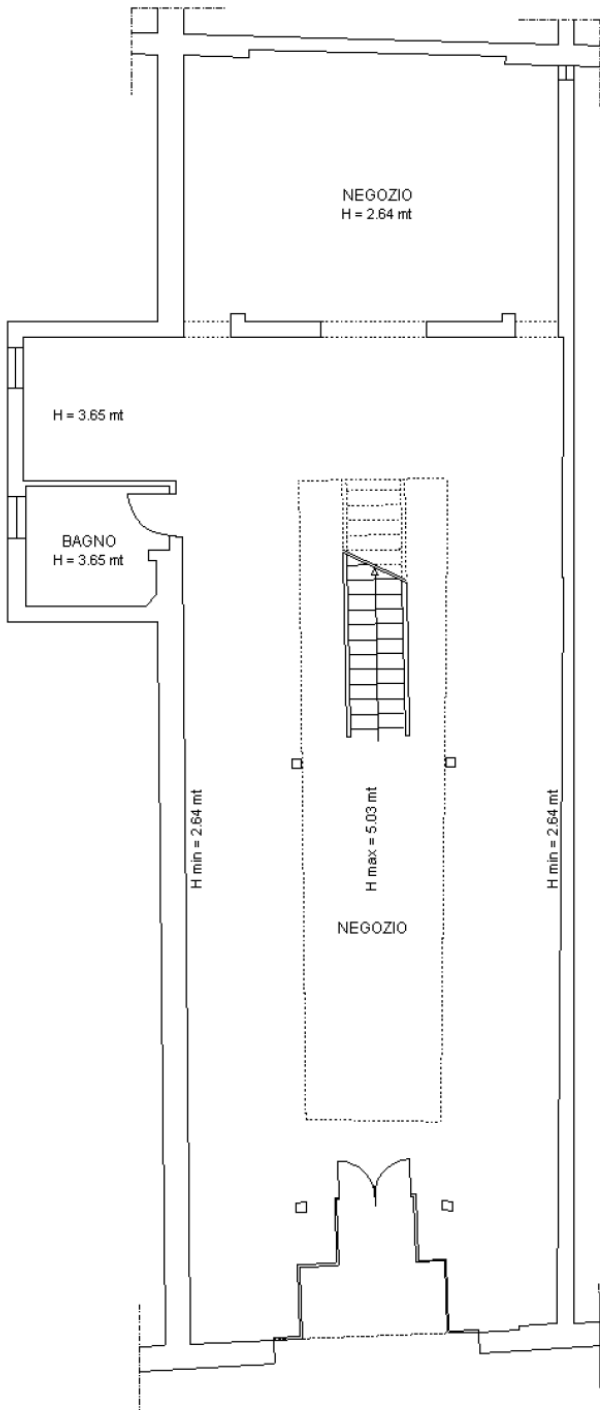 NEGOZIO
H = 2.64 mt
H = 3.65 mt
BAGNO
H = 3.65 mt
H min = 2.64 mt
H max = 5.03 mt
H min = 2.64 mt
NEGOZIO